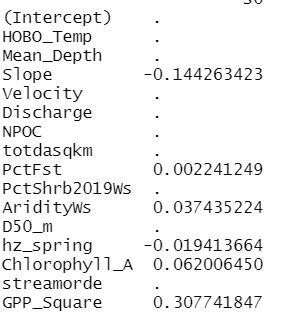 s0
(Intercept) .
HOBO_Temp .
Mean_Depth .
Slope -0.144263423
Velocity .
Discharge .
NPOC .
totdasqkm .
PctFst 0.002241249
PctShrb2019Ws .
AridityWs 0.037435224
D50_m .
hz_spring -0.019413664
Chlorophyll_A 0.062006450
streamorde .
GPP_Square 0.307741847